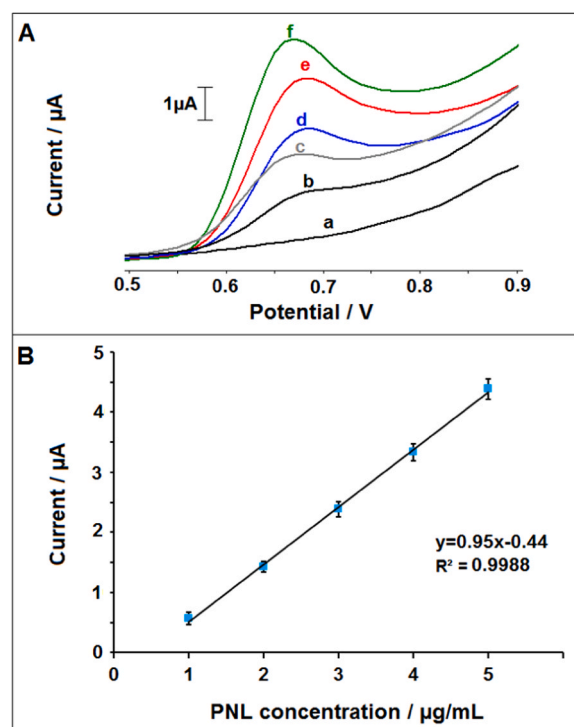 A
f
1µA
e
d
c
b
a
Current / µA
0.5 0.6 0.7 0.8 0.9
Potential / V
B
5
4
3
2
1
0
Current / µA
y=0.95x-0.44
R² = 0.9988
0 1 2 3 4 5
PNL concentration / µg/mL